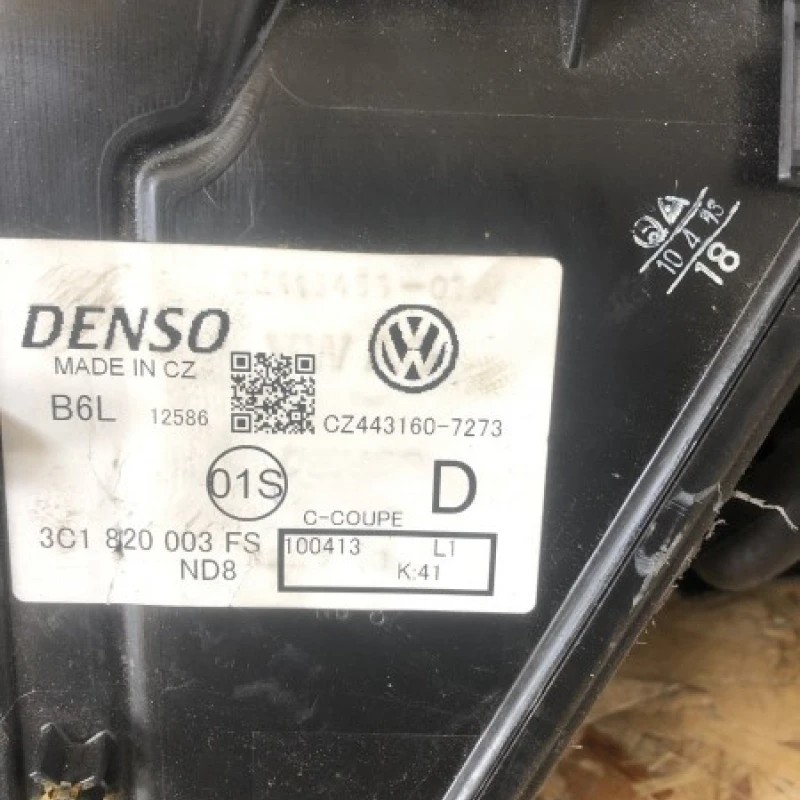 DENSO
MADE IN CZ
B6L 12586
CZ443160-7273
01S
D
C-COUPE
3C1 820 003 FS
100413 L1
ND8
K:41
18